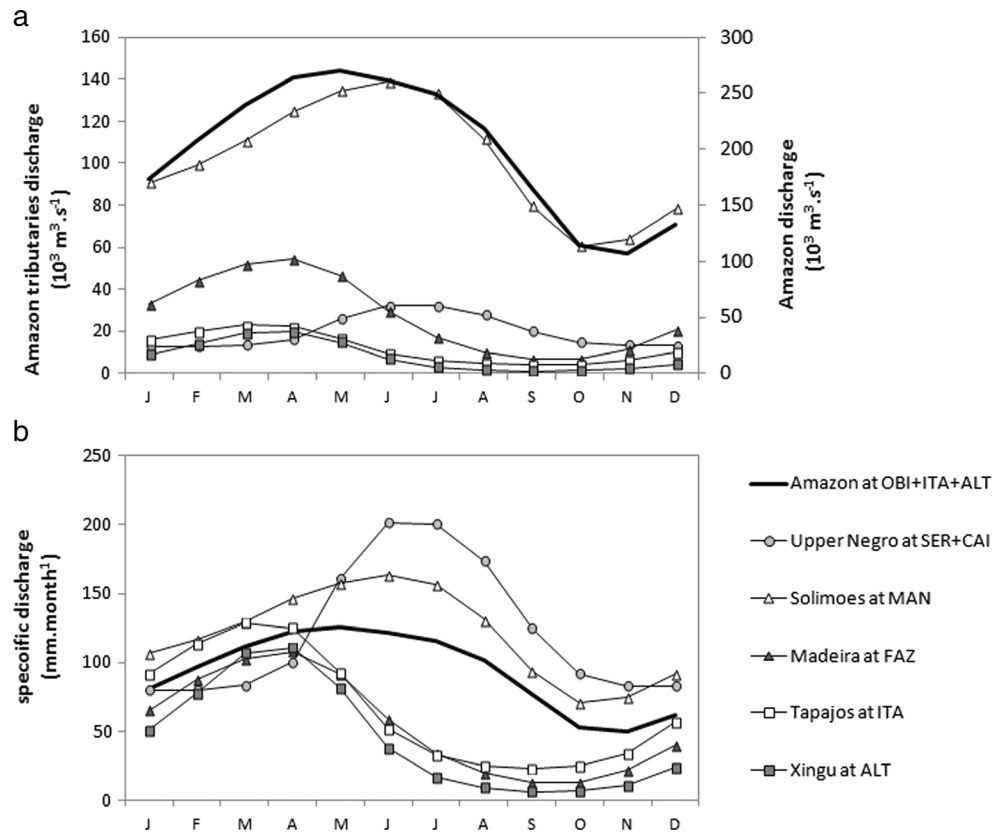 a
Amazon tributaries discharge
(10³ m³.s⁻¹)
160
140
120
100
80
60
40
20
0
300
250
200
150
100
50
0
Amazon discharge
(10³ m³.s⁻¹)
J F M A M J J A S O N D
b
specoific discharge
(mm.month¹)
250
200
150
100
50
0
J F M A M J J A S O N D
Amazon at OBI+ITA+ALT
Upper Negro at SER+CAI
Solimoes at MAN
Madeira at FAZ
Tapajos at ITA
Xingu at ALT